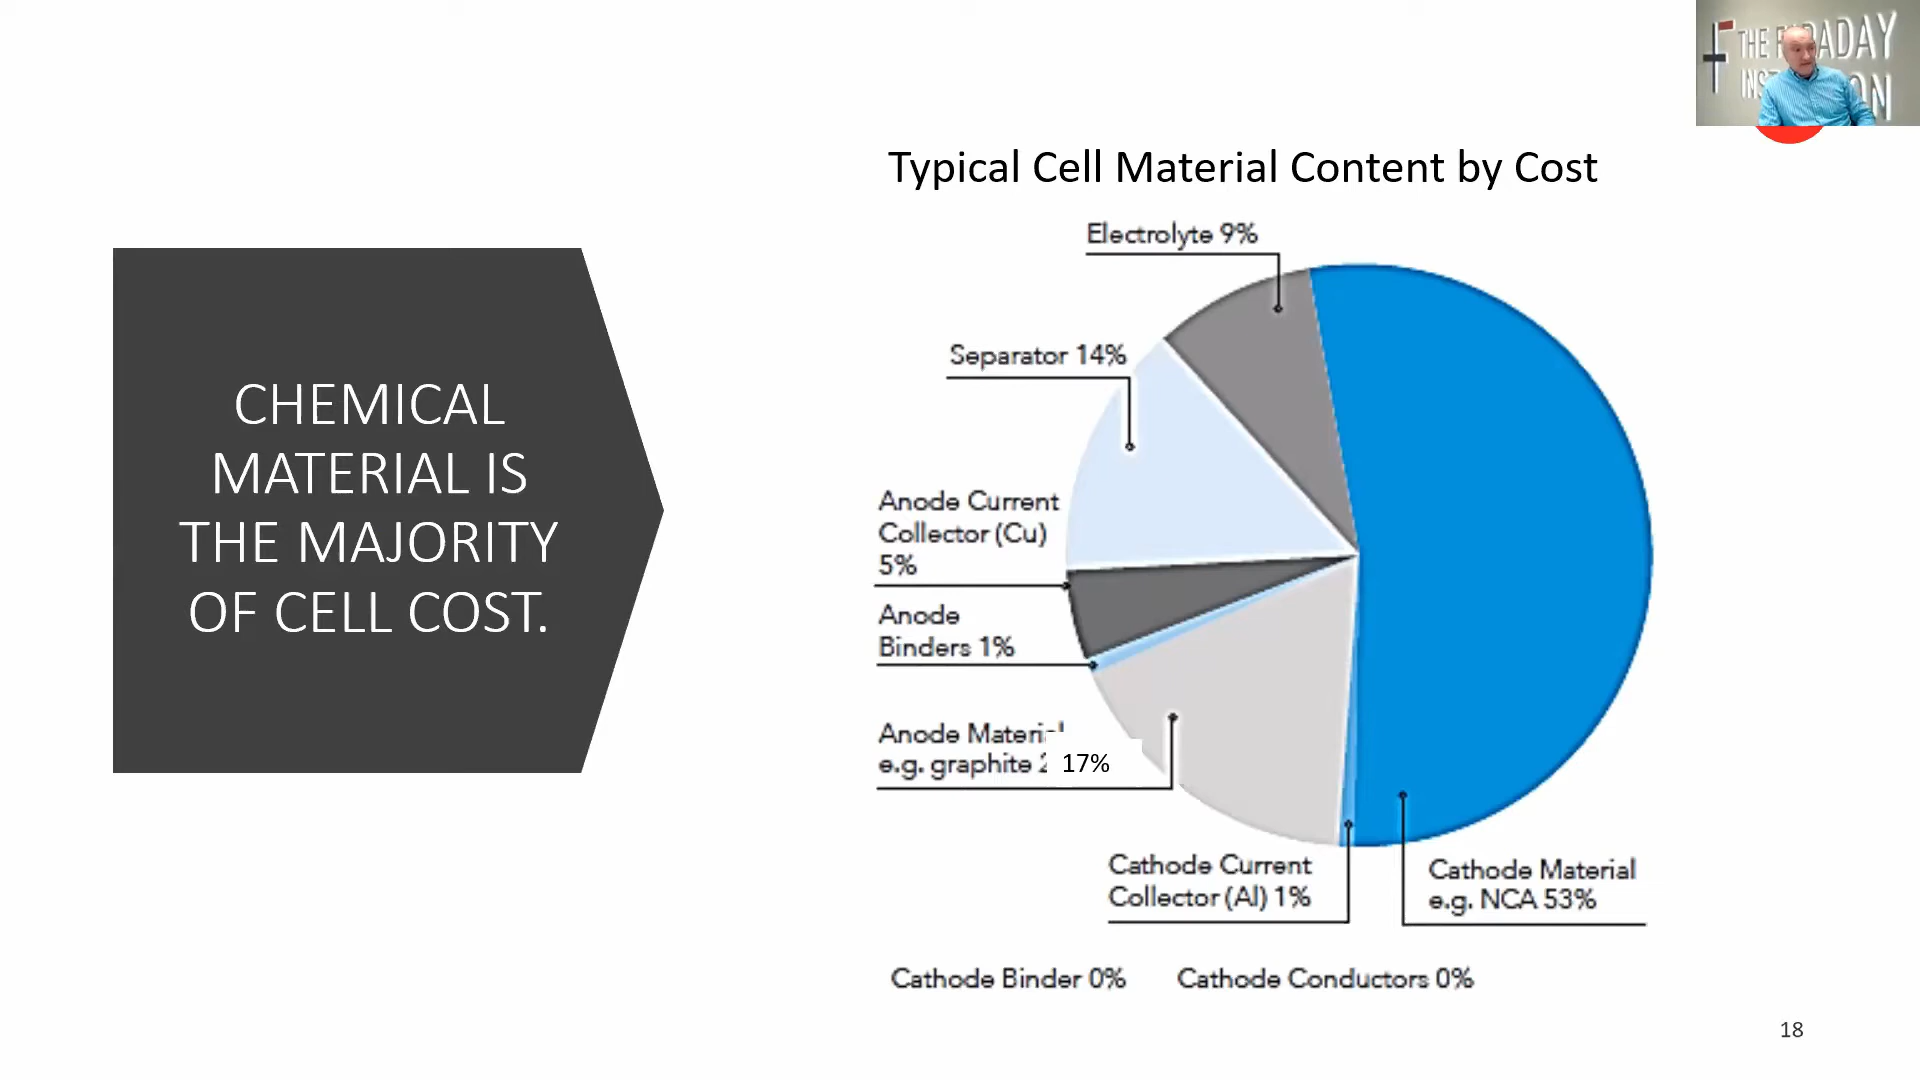 THE FARADAY
INS ON
Typical Cell Material Content by Cost
CHEMICAL
MATERIAL IS
THE MAJORITY
OF CELL COST.
Electrolyte 9%
Separator 14%
Anode Current
Collector (Cu)
5%
Anode
Binders 1%
Anode Material
e.g. graphite 17%
Cathode Current
Collector (Al) 1%
Cathode Material
e.g. NCA 53%
Cathode Binder 0%
Cathode Conductors 0%
18